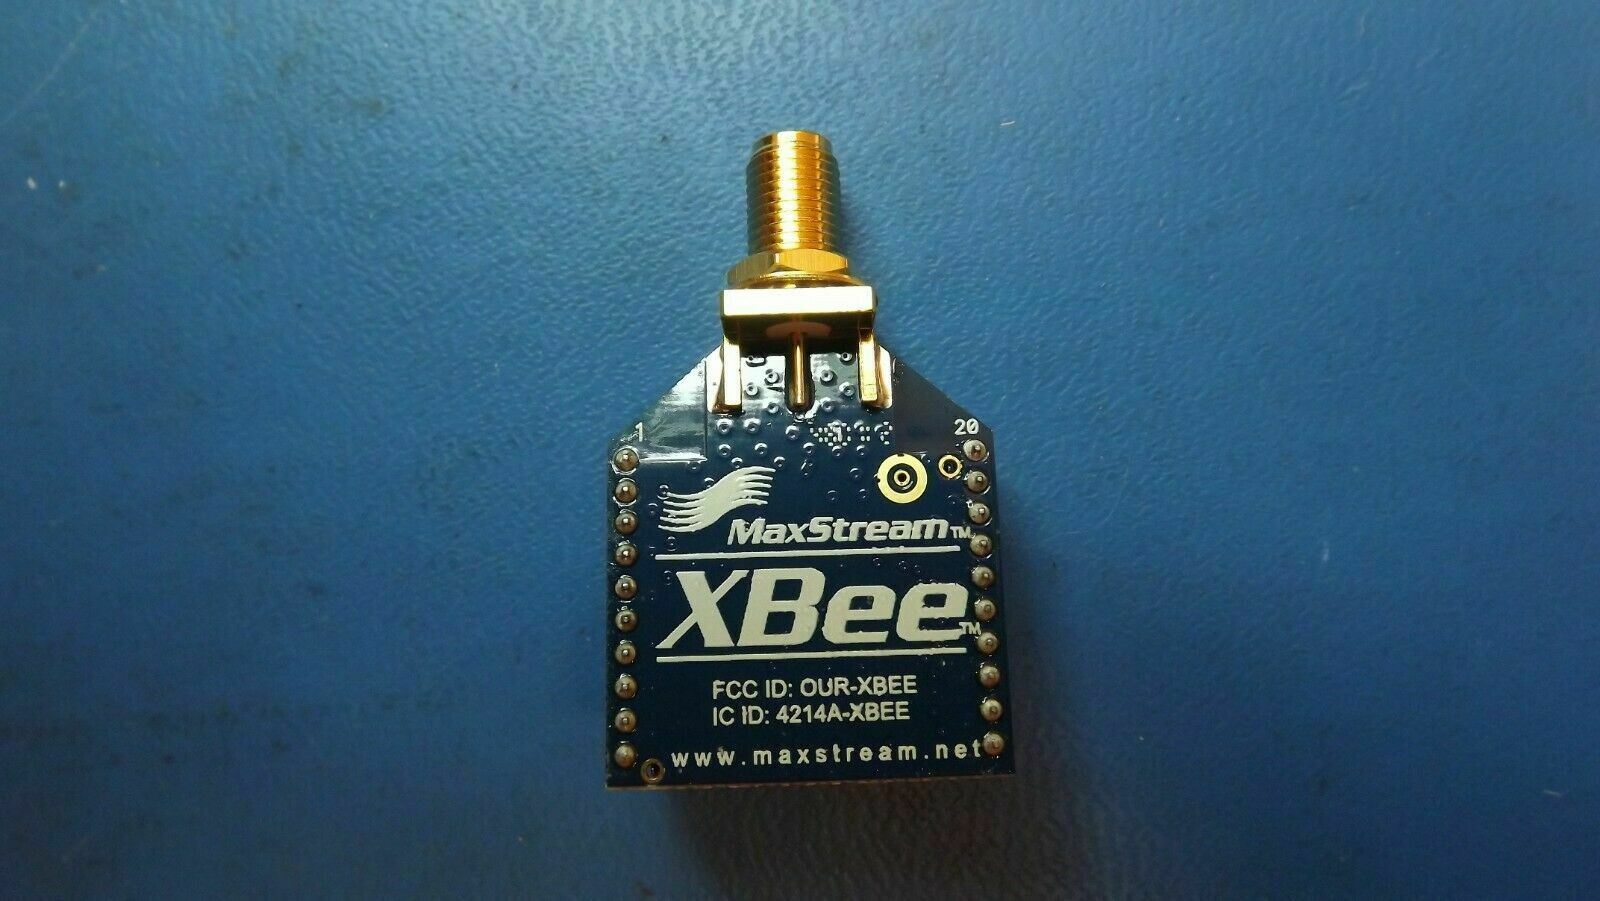 1 20
MaxStream™
XBee™
FCC ID: OUR-XBEE
IC ID: 4214A-XBEE
www.maxstream.net